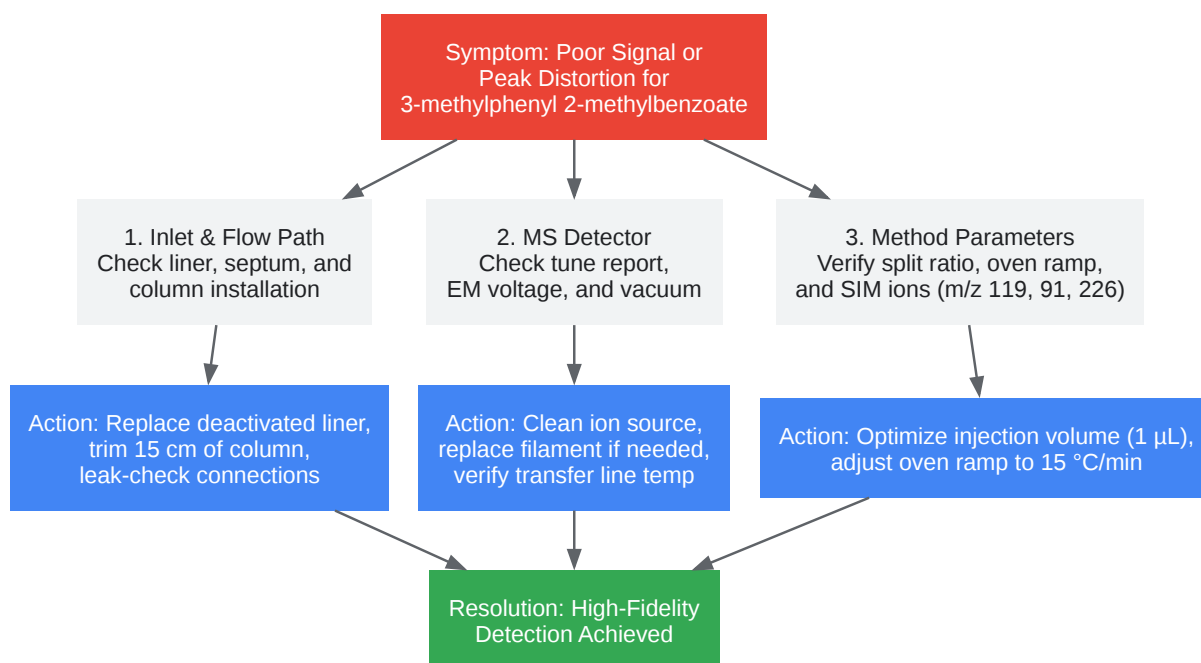 Symptom: Poor Signal or
Peak Distortion for
3-methylphenyl 2-methylbenzoate
1. Inlet & Flow Path
Check liner, septum, and
column installation
2. MS Detector
Check tune report,
EM voltage, and vacuum
3. Method Parameters
Verify split ratio, oven ramp,
and SIM ions (m/z 119, 91, 226)
Action: Replace deactivated liner,
trim 15 cm of column,
leak-check connections
Action: Clean ion source,
replace filament if needed,
verify transfer line temp
Action: Optimize injection volume (1 µL),
adjust oven ramp to 15 °C/min
Resolution: High-Fidelity
Detection Achieved